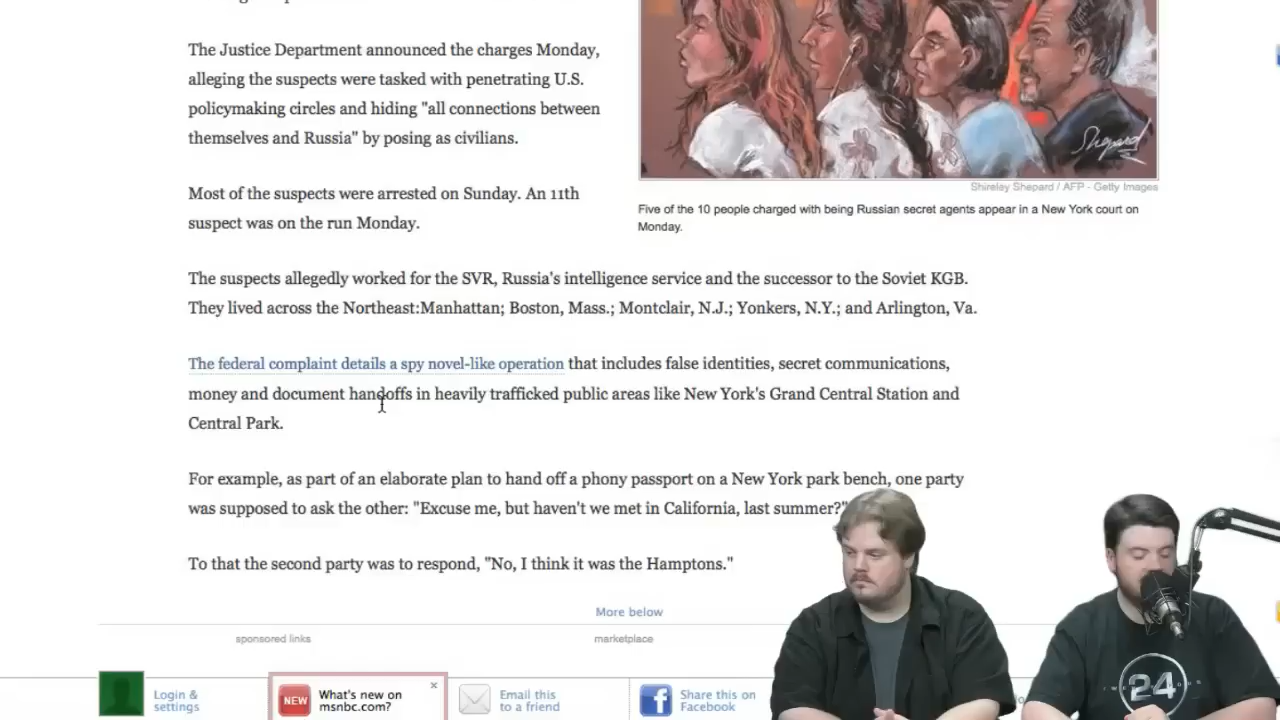 The Justice Department announced the charges Monday,
alleging the suspects were tasked with penetrating U.S.
policymaking circles and hiding "all connections between
themselves and Russia" by posing as civilians.
Most of the suspects were arrested on Sunday. An 11th
suspect was on the run Monday.
Shepard
Shireley Shepard / AFP - Getty Images
Five of the 10 people charged with being Russian secret agents appear in a New York court on
Monday.
The suspects allegedly worked for the SVR, Russia's intelligence service and the successor to the Soviet KGB.
They lived across the Northeast:Manhattan; Boston, Mass.; Montclair, N.J.; Yonkers, N.Y.; and Arlington, Va.
The federal complaint details a spy novel-like operation that includes false identities, secret communications,
money and document handoffs in heavily trafficked public areas like New York's Grand Central Station and
Central Park.
For example, as part of an elaborate plan to hand off a phony passport on a New York park bench, one party
was supposed to ask the other: "Excuse me, but haven't we met in California, last summer?"
To that the second party was to respond, "No, I think it was the Hamptons."
More below
sponsored links
marketplace
Login &
settings
NEW
What's new on
msnbc.com?
x
Email this
to a friend
f
Share this on
Facebook
24